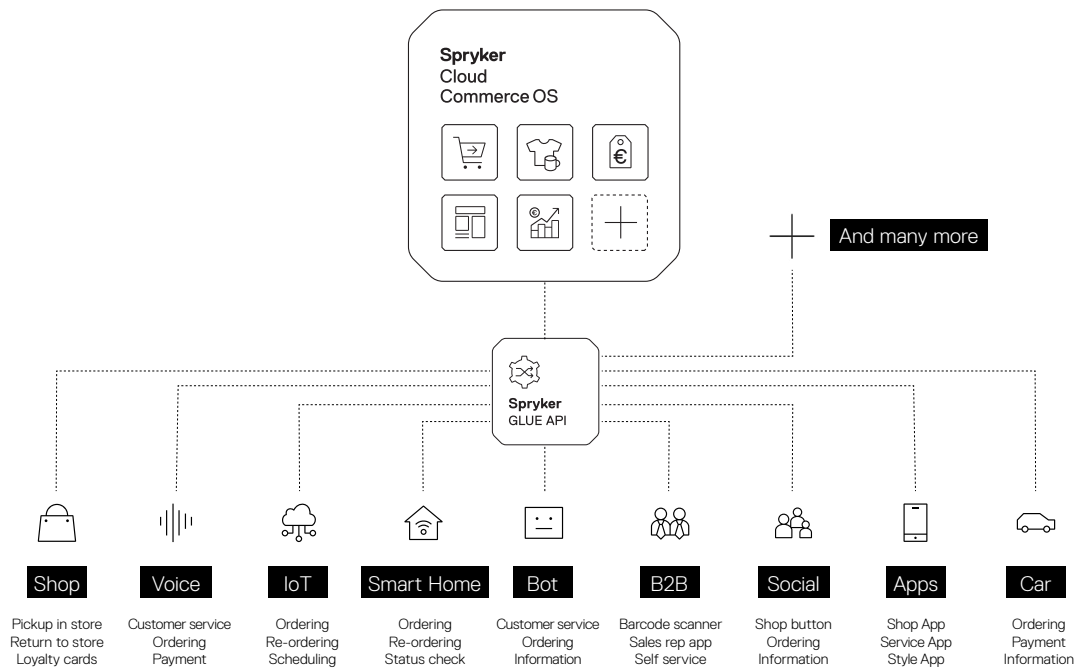 Spryker
Cloud
Commerce OS
€
€
And many more
Spryker
GLUE API
Shop
Pickup in store
Return to store
Loyalty cards
Voice
Customer service
Ordering
Payment
IoT
Ordering
Re-ordering
Scheduling
Smart Home
Ordering
Re-ordering
Status check
Bot
Customer service
Ordering
Information
B2B
Barcode scanner
Sales rep app
Self service
Social
Shop button
Ordering
Information
Apps
Shop App
Service App
Style App
Car
Ordering
Payment
Information